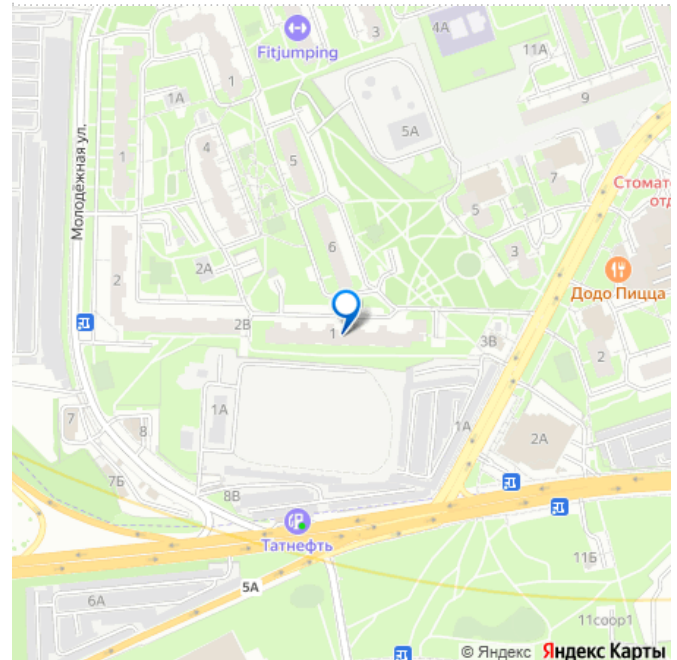 3
4А
11А
Fitjumping
1
1А
9
5А
4
5
1
7
Стомат
отд
Молодёжная ул.
5
6
3
2А
2
Додо Пицца
1
2В
3В
2
1А
1А
7
8
2А
7Б
8В
Татнефть
11Б
5А
6А
11соор1
© Яндекс Яндекс Карты